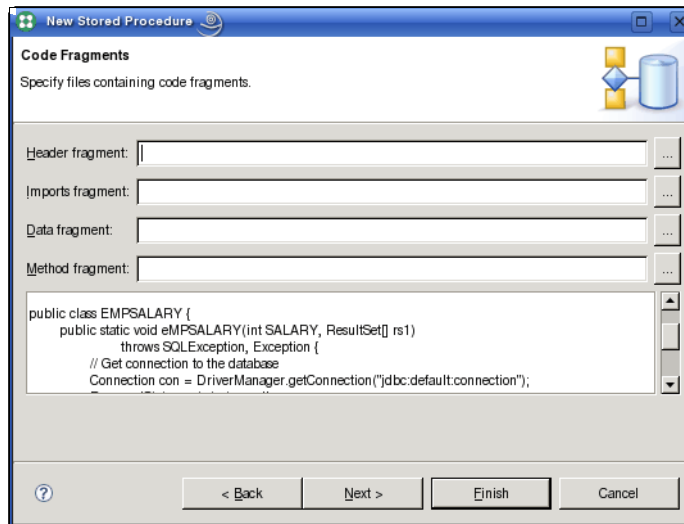 New Stored Procedure
Code Fragments
Specify files containing code fragments.
Header fragment:
...
Imports fragment:
...
Data fragment:
...
Method fragment:
...
public class EMPSALARY {
public static void eMPSALARY(int SALARY, ResultSet[] rs1)
throws SQLException, Exception {
// Get connection to the database
Connection con = DriverManager.getConnection("jdbc:default:connection");
? < Back Next > Finish Cancel